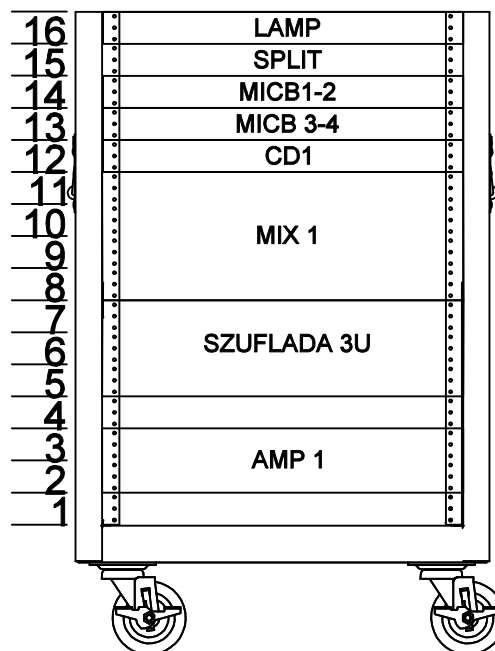 16 LAMP
15 SPLIT
14 MICB1-2
13 MICB 3-4
12 CD1
11
10 MIX 1
9
8
7
SZUFLADA 3U
6
5
4
3 AMP 1
2
1